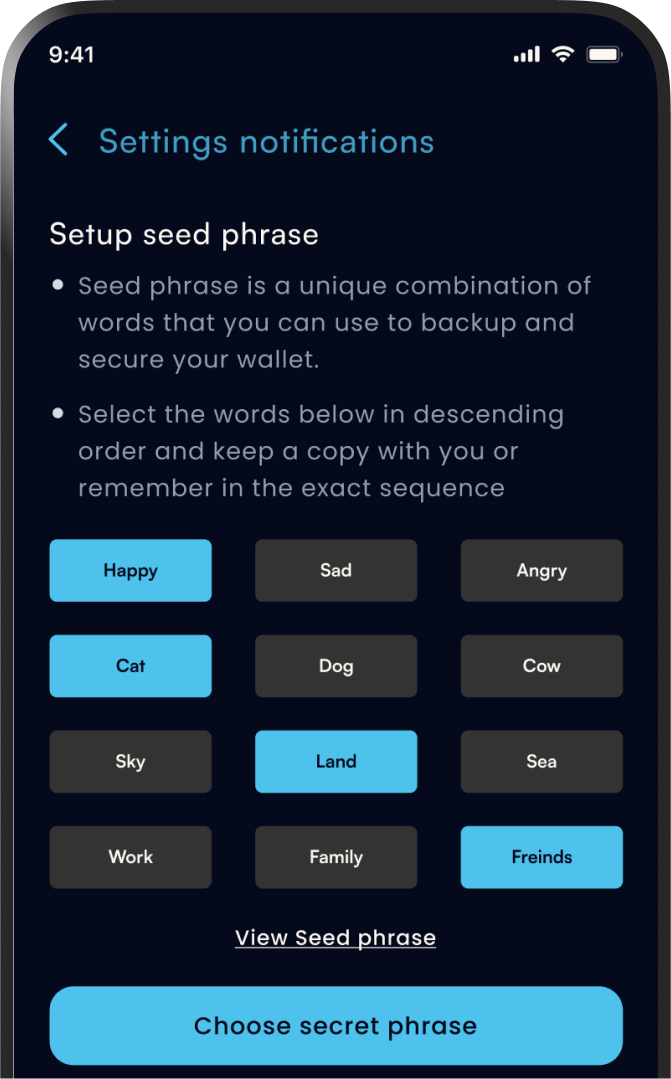 9:41
Settings notifications
Setup seed phrase
Seed phrase is a unique combination of
words that you can use to backup and
secure your wallet.
Select the words below in descending
order and keep a copy with you or
remember in the exact sequence
Happy Sad Angry
Cat Dog Cow
Sky Land Sea
Work Family Freinds
View Seed phrase
Choose secret phrase